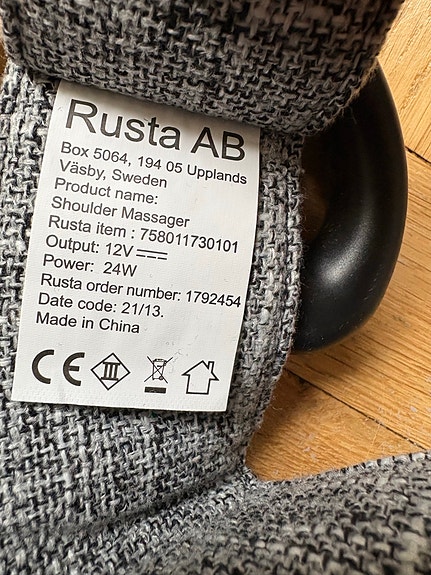 Rusta AB
Box 5064, 194 05 Upplands
Väsby, Sweden
Product name:
Shoulder Massager
Rusta item : 758011730101
Output: 12V
Power: 24W
Rusta order number: 1792454
Date code: 21/13.
Made in China
CE III